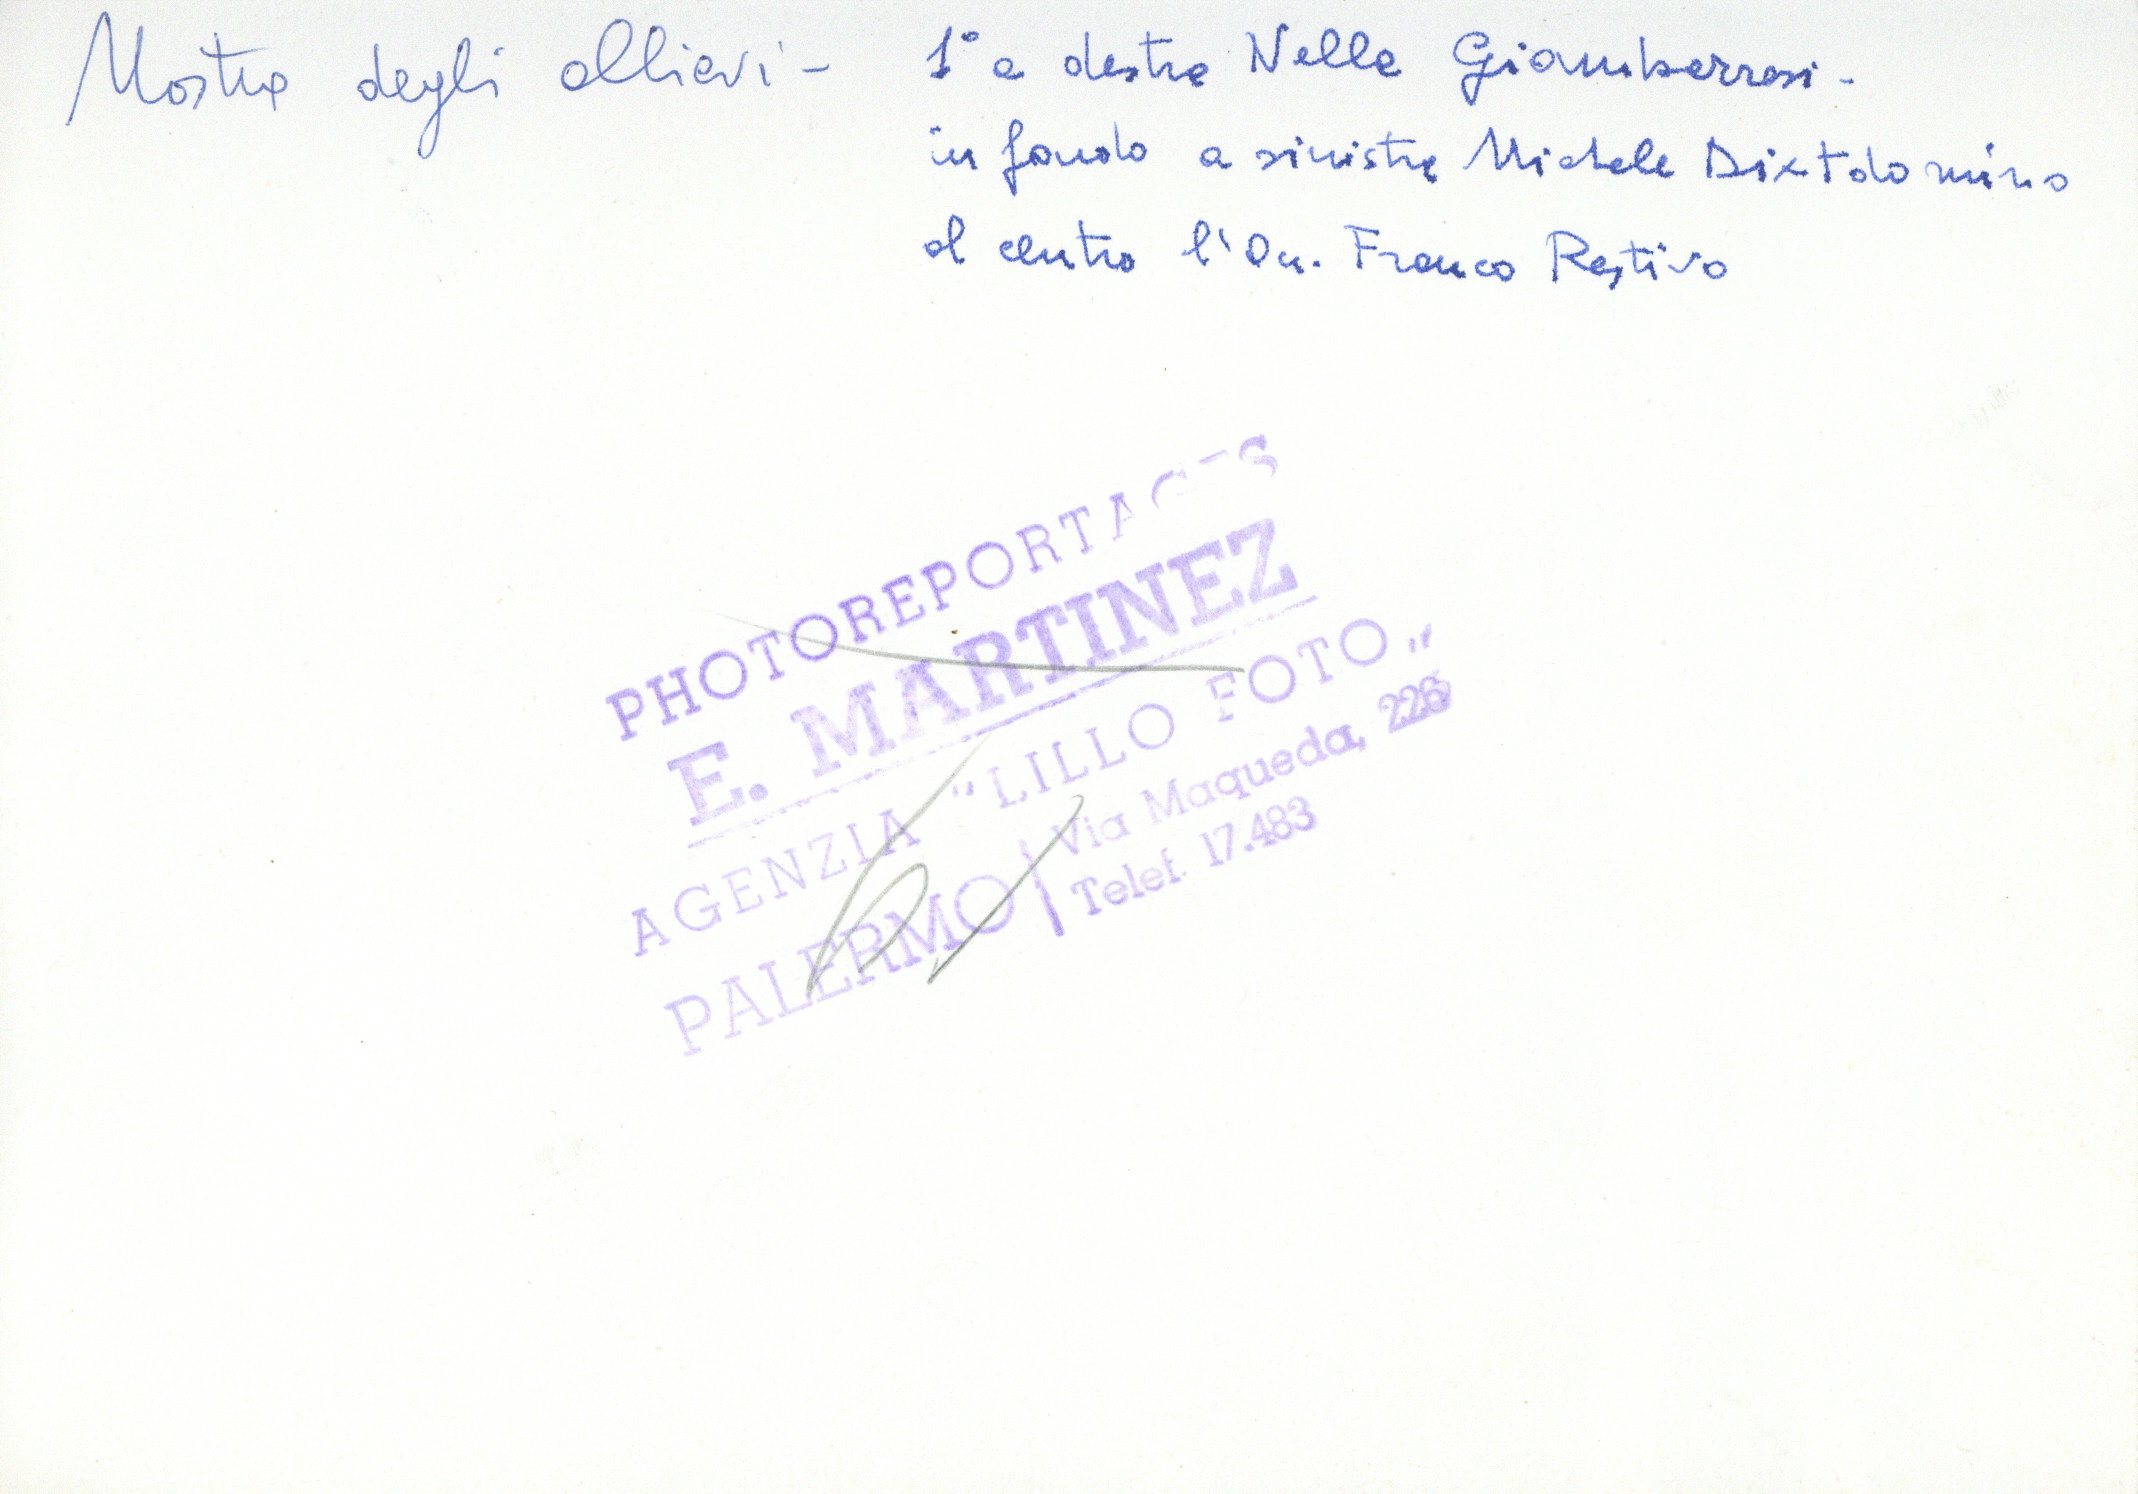 Mostra degli allievi -
1° a destra Nella Giambarresi -
in fondo a sinistra Michele Dixtdomino
al centro l'On. Franco Restivo
PHOTOREPORTAGES
E. MARTINEZ
AGENZIA "LILLO FOTO„
PALERMO
Via Maqueda, 226
Telef. 17.483